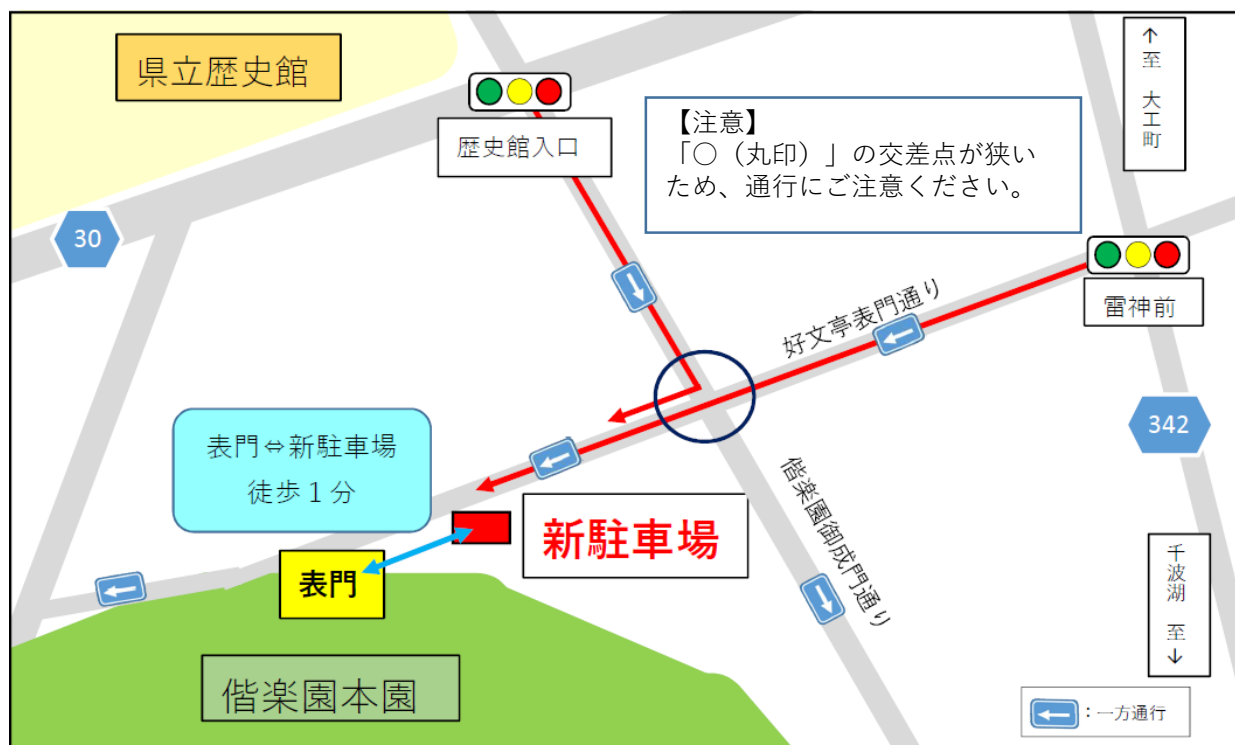 県立歴史館
歴史館入口
【注意】
「○（丸印）」の交差点が狭い
ため、通行にご注意ください。
↑至 大工町
30
雷神前
好文亭表門通り
342
表門⇔新駐車場
徒歩１分
新駐車場
偕楽園御成門通り
千波湖 至↓
表門
偕楽園本園
：一方通行